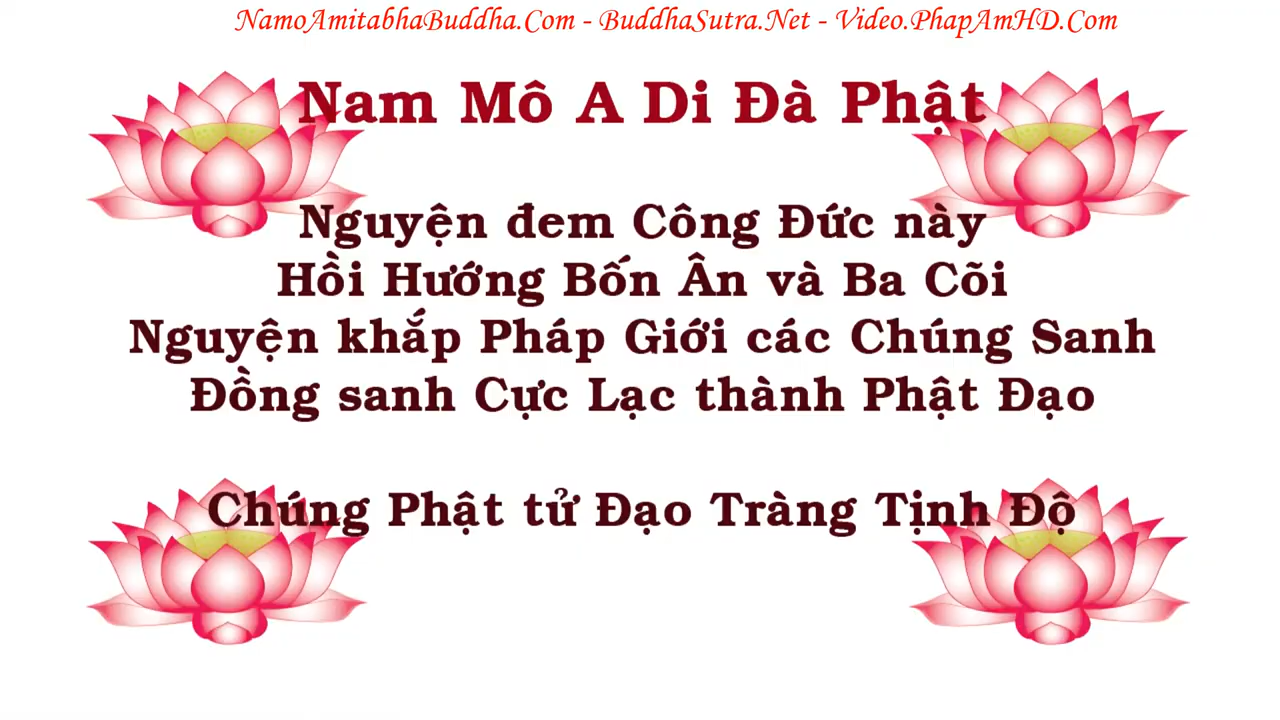 NamoAmitabhaBuddha.Com - BuddhaSutra.Net - Video.PhapAmHD.Com
Nam Mô A Di Đà Phật
Nguyện đem Công Đức này
Hồi Hướng Bốn Ân và Ba Cõi
Nguyện khắp Pháp Giới các Chúng Sanh
Đồng sanh Cực Lạc thành Phật Đạo
Chúng Phật tử Đạo Tràng Tịnh Độ